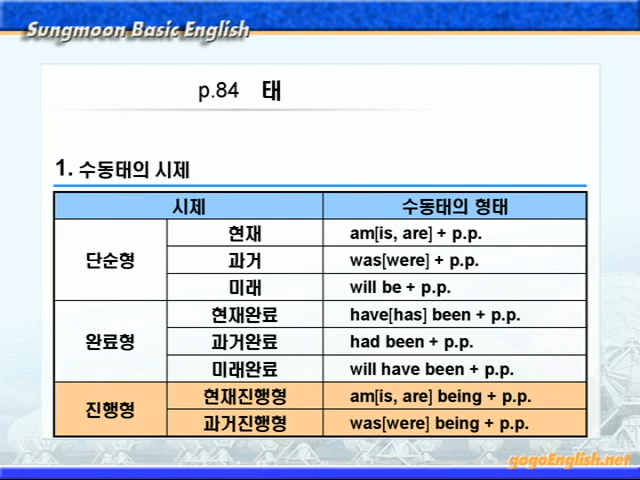 Sungmoon Basic English
p.84 태
1. 수동태의 시제
시제 수동태의 형태
단순형 현재 am[is, are] + p.p.
과거 was[were] + p.p.
미래 will be + p.p.
완료형 현재완료 have[has] been + p.p.
과거완료 had been + p.p.
미래완료 will have been + p.p.
진행형 현재진행형 am[is, are] being + p.p.
과거진행형 was[were] being + p.p.
gogoEnglish.net